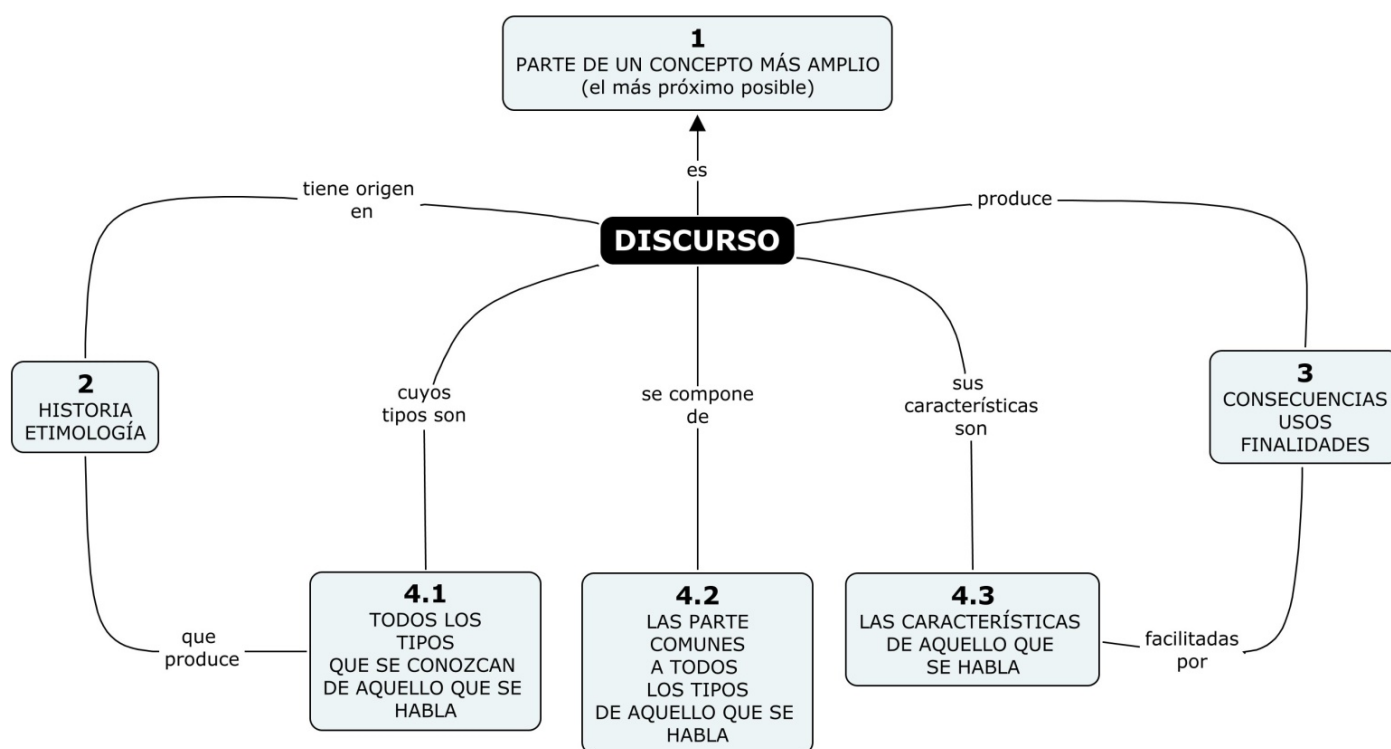 1
PARTE DE UN CONCEPTO MÁS AMPLIO
(el más próximo posible)
es
tiene origen
en
produce
DISCURSO
2
HISTORIA
ETIMOLOGÍA
cuyos
tipos son
se compone
de
sus
características
son
3
CONSECUENCIAS
USOS
FINALIDADES
que
produce
4.1
TODOS LOS
TIPOS
QUE SE CONOZCAN
DE AQUELLO QUE SE
HABLA
4.2
LAS PARTE
COMUNES
A TODOS
LOS TIPOS
DE AQUELLO QUE SE
HABLA
4.3
LAS CARACTERÍSTICAS
DE AQUELLO QUE
SE HABLA
facilitadas
por